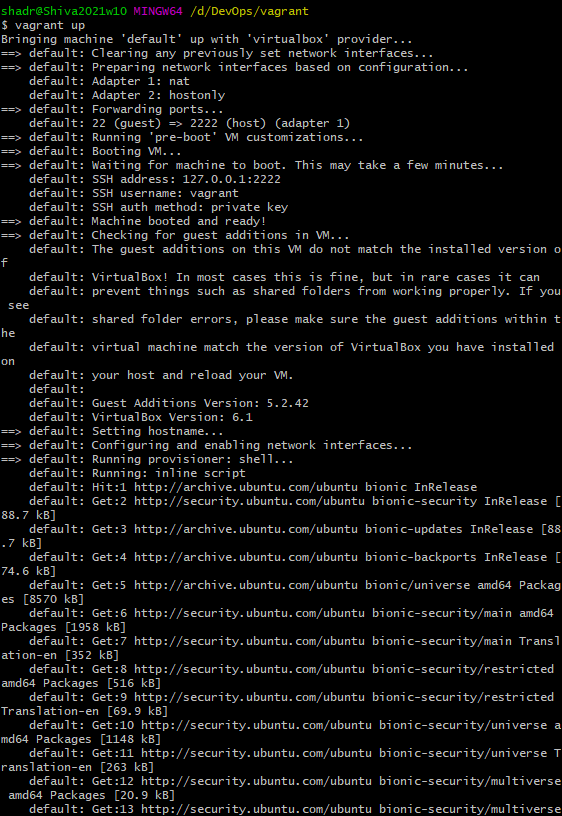 shadr@Shiva2021w10 MINGW64 /d/DevOps/vagrant
$ vagrant up
Bringing machine 'default' up with 'virtualbox' provider...
==> default: Clearing any previously set network interfaces...
==> default: Preparing network interfaces based on configuration...
    default: Adapter 1: nat
    default: Adapter 2: hostonly
==> default: Forwarding ports...
    default: 22 (guest) => 2222 (host) (adapter 1)
==> default: Running 'pre-boot' VM customizations...
==> default: Booting VM...
==> default: Waiting for machine to boot. This may take a few minutes...
    default: SSH address: 127.0.0.1:2222
    default: SSH username: vagrant
    default: SSH auth method: private key
==> default: Machine booted and ready!
==> default: Checking for guest additions in VM...
    default: The guest additions on this VM do not match the installed version o
f
    default: VirtualBox! In most cases this is fine, but in rare cases it can
    default: prevent things such as shared folders from working properly. If you
 see
    default: shared folder errors, please make sure the guest additions within t
he
    default: virtual machine match the version of VirtualBox you have installed
on
    default: your host and reload your VM.
    default:
    default: Guest Additions Version: 5.2.42
    default: VirtualBox Version: 6.1
==> default: Setting hostname...
==> default: Configuring and enabling network interfaces...
==> default: Running provisioner: shell...
    default: Running: inline script
    default: Hit:1 http://archive.ubuntu.com/ubuntu bionic InRelease
    default: Get:2 http://security.ubuntu.com/ubuntu bionic-security InRelease [
88.7 kB]
    default: Get:3 http://archive.ubuntu.com/ubuntu bionic-updates InRelease [88
.7 kB]
    default: Get:4 http://archive.ubuntu.com/ubuntu bionic-backports InRelease [
74.6 kB]
    default: Get:5 http://archive.ubuntu.com/ubuntu bionic/universe amd64 Packag
es [8570 kB]
    default: Get:6 http://security.ubuntu.com/ubuntu bionic-security/main amd64
Packages [1958 kB]
    default: Get:7 http://security.ubuntu.com/ubuntu bionic-security/main Transl
ation-en [352 kB]
    default: Get:8 http://security.ubuntu.com/ubuntu bionic-security/restricted
amd64 Packages [516 kB]
    default: Get:9 http://security.ubuntu.com/ubuntu bionic-security/restricted
Translation-en [69.9 kB]
    default: Get:10 http://security.ubuntu.com/ubuntu bionic-security/universe a
md64 Packages [1148 kB]
    default: Get:11 http://security.ubuntu.com/ubuntu bionic-security/universe T
ranslation-en [263 kB]
    default: Get:12 http://security.ubuntu.com/ubuntu bionic-security/multiverse
 amd64 Packages [20.9 kB]
    default: Get:13 http://security.ubuntu.com/ubuntu bionic-security/multiverse